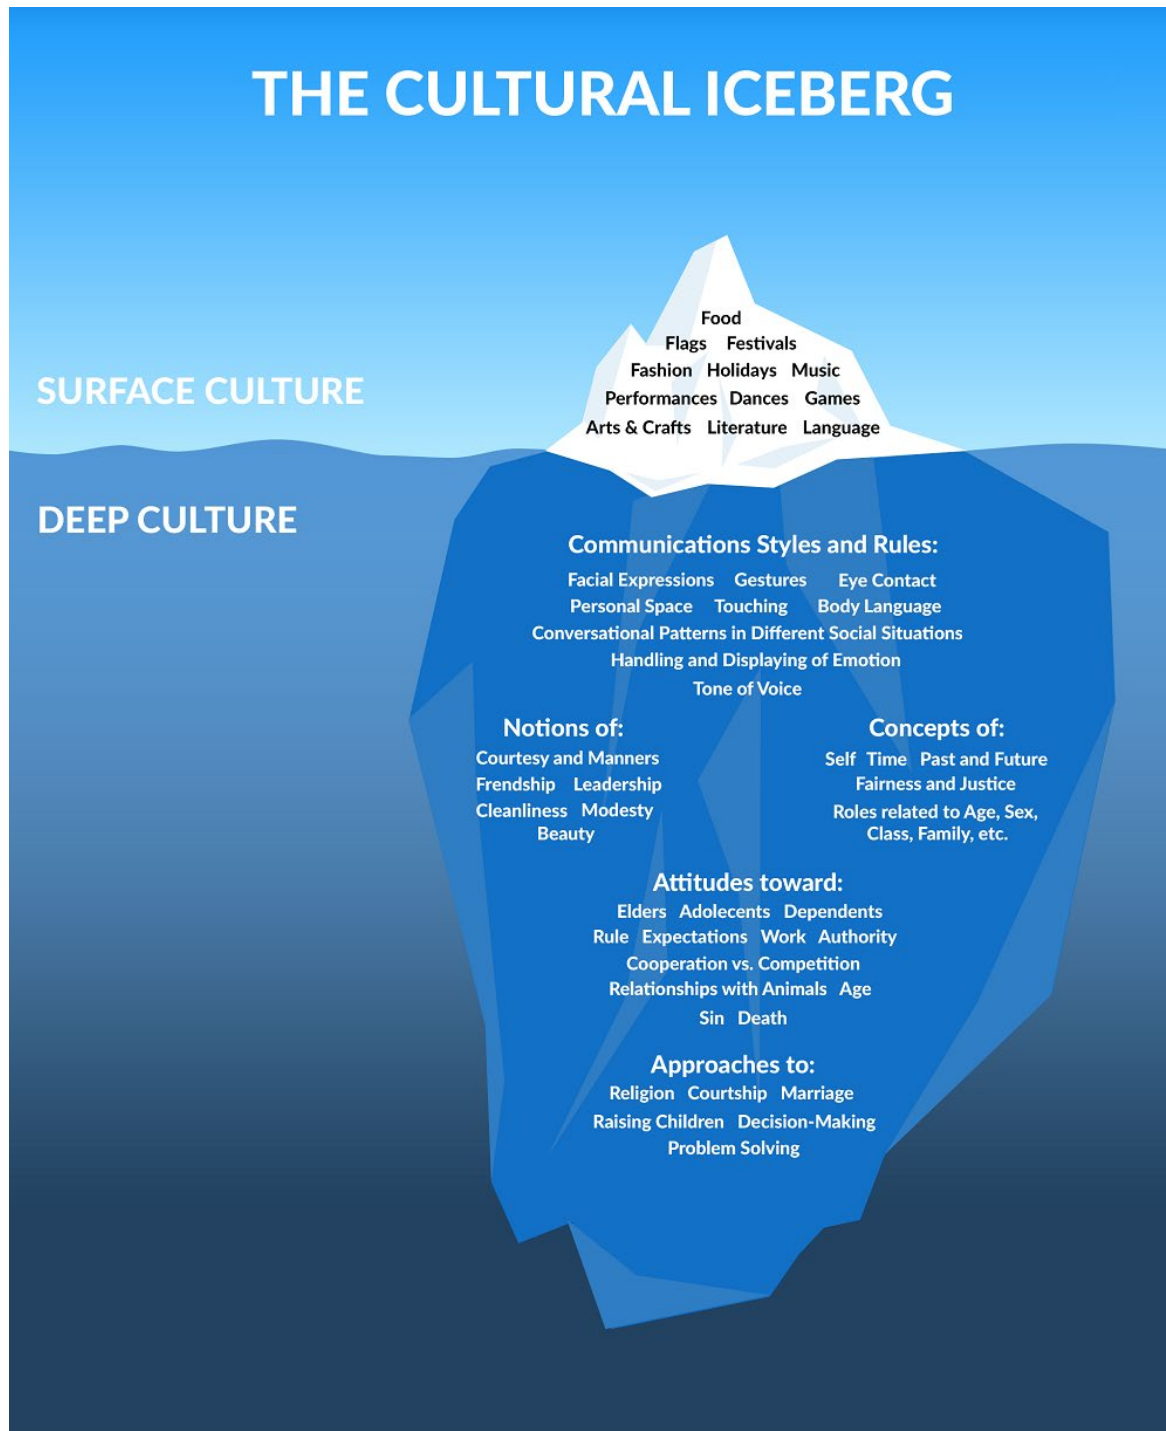 THE CULTURAL ICEBERG
Food
Flags Festivals
Fashion Holidays Music
Performances Dances Games
Arts & Crafts Literature Language
SURFACE CULTURE
DEEP CULTURE
Communications Styles and Rules:
Facial Expressions Gestures Eye Contact
Personal Space Touching Body Language
Conversational Patterns in Different Social Situations
Handling and Displaying of Emotion
Tone of Voice
Notions of:
Courtesy and Manners
Frendship Leadership
Cleanliness Modesty
Beauty
Concepts of:
Self Time Past and Future
Fairness and Justice
Roles related to Age, Sex,
Class, Family, etc.
Attitudes toward:
Elders Adolecents Dependents
Rule Expectations Work Authority
Cooperation vs. Competition
Relationships with Animals Age
Sin Death
Approaches to:
Religion Courtship Marriage
Raising Children Decision-Making
Problem Solving